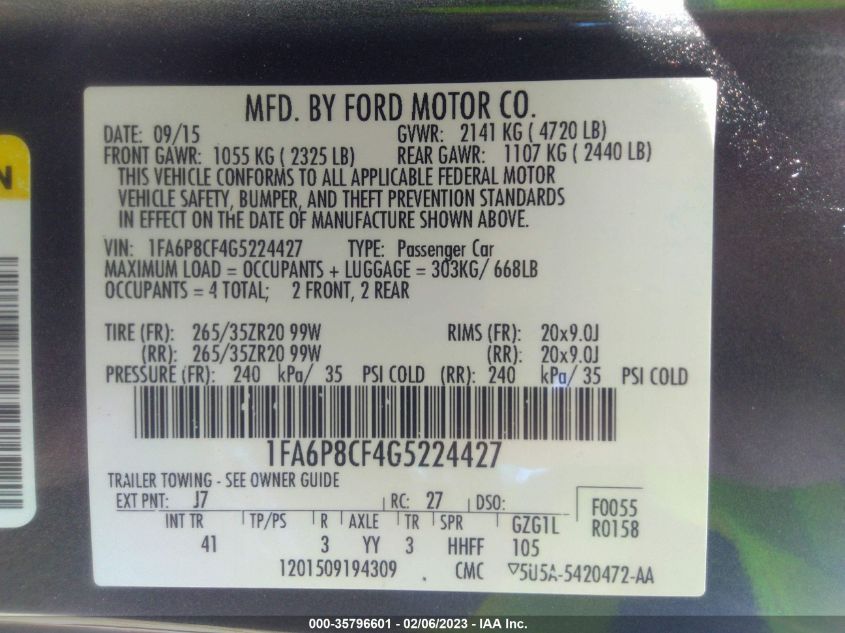 MFD. BY FORD MOTOR CO.
DATE: 09/15 GVWR: 2141 KG ( 4720 LB)
FRONT GAWR: 1055 KG ( 2325 LB) REAR GAWR: 1107 KG ( 2440 LB)
THIS VEHICLE CONFORMS TO ALL APPLICABLE FEDERAL MOTOR
VEHICLE SAFETY, BUMPER, AND THEFT PREVENTION STANDARDS
IN EFFECT ON THE DATE OF MANUFACTURE SHOWN ABOVE.
VIN: 1FA6P8CF4G5224427 TYPE: Passenger Car
MAXIMUM LOAD = OCCUPANTS + LUGGAGE = 303KG/ 668LB
OCCUPANTS = 4 TOTAL; 2 FRONT, 2 REAR
TIRE (FR): 265/35ZR20 99W RIMS (FR): 20x9.0J
(RR): 265/35ZR20 99W (RR): 20x9.0J
PRESSURE (FR): 240 kPa/ 35 PSI COLD (RR): 240 kPa/ 35 PSI COLD
1FA6P8CF4G5224427
TRAILER TOWING - SEE OWNER GUIDE
EXT PNT: J7 RC: 27 DSO: F0055
R0158
INT TR TP/PS R AXLE TR SPR GZG1L
41 3 YY 3 HHFF 105
1201509194309 . CMC ▽5U5A-5420472-AA
N
000-35796601 - 02/06/2023 - IAA Inc.